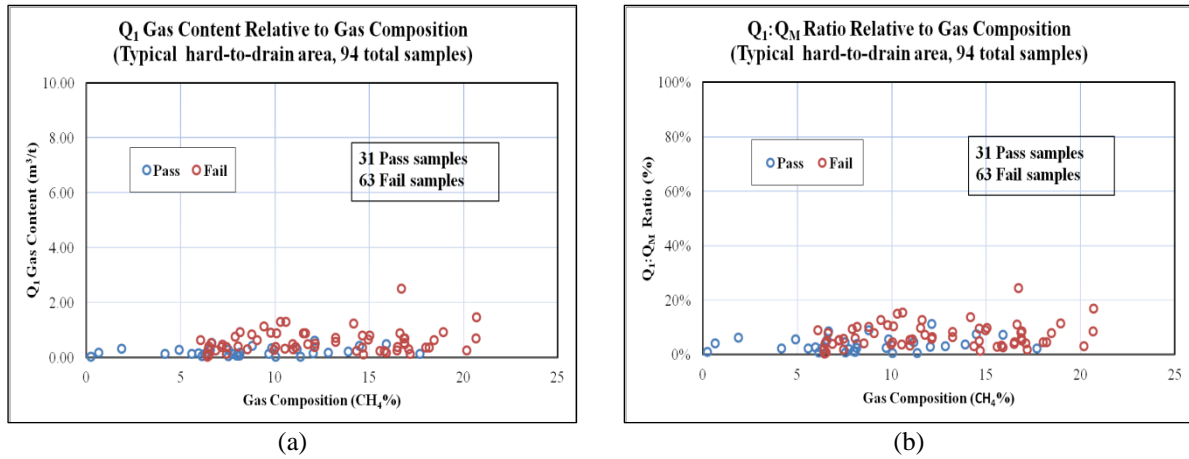 Q1 Gas Content Relative to Gas Composition
(Typical hard-to-drain area, 94 total samples)
10.00
8.00
6.00
4.00
2.00
0.00
Q1 Gas Content (m³/t)
Pass Fail
31 Pass samples
63 Fail samples
0 5 10 15 20 25
Gas Composition (CH₄%)
(a)
Q1:QM Ratio Relative to Gas Composition
(Typical hard-to-drain area, 94 total samples)
100%
80%
60%
40%
20%
0%
Q1:QM Ratio (%)
Pass Fail
31 Pass samples
63 Fail samples
0 5 10 15 20 25
Gas Composition (CH₄%)
(b)